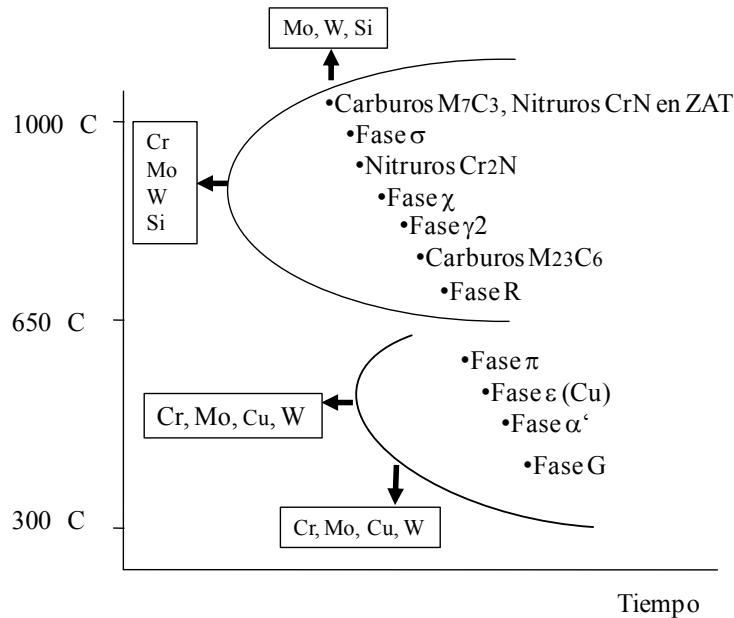 Mo, W, Si
1000 C
•Carburos M7C3, Nitruros CrN en ZAT
•Fase σ
Cr
Mo
W
Si
•Nitruros Cr2N
•Fase χ
•Fase γ2
•Carburos M23C6
•Fase R
650 C
•Fase π
•Fase ε (Cu)
Cr, Mo, Cu, W
•Fase α‘
•Fase G
300 C
Cr, Mo, Cu, W
Tiempo